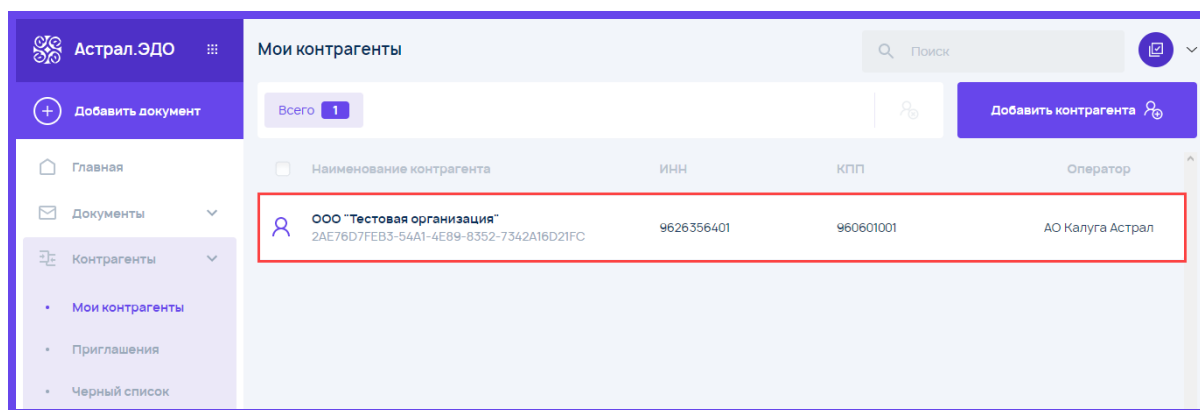 Астрал.ЭДО
Мои контрагенты
Поиск
Добавить документ
Всего 1
Добавить контрагента
Главная
Наименование контрагента ИНН КПП Оператор
Документы
ООО "Тестовая организация" 9626356401 960601001 АО Калуга Астрал
2AE76D7FEB3-54A1-4E89-8352-7342A16D21FC
Контрагенты
Мои контрагенты
Приглашения
Черный список